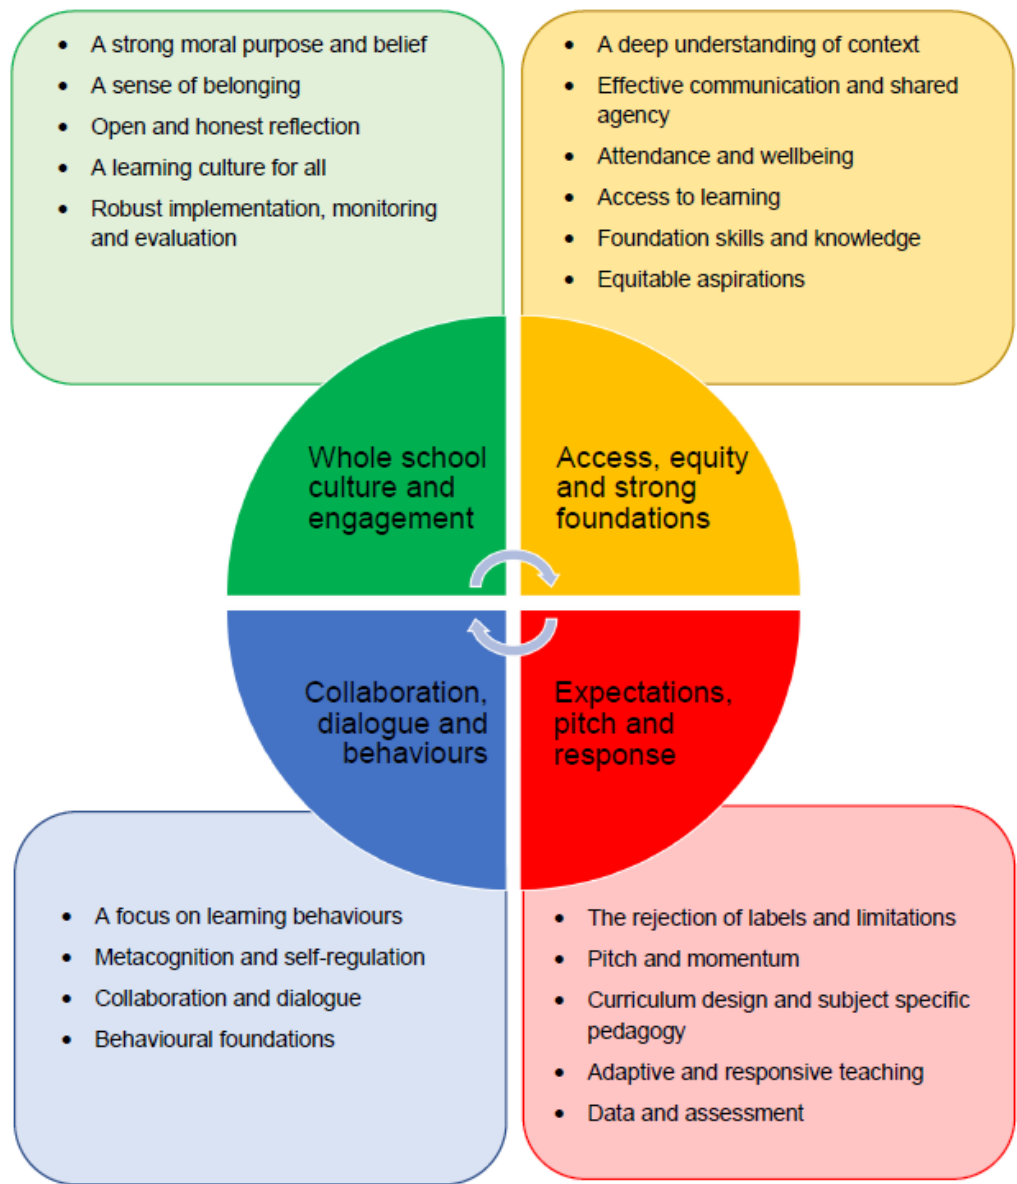 • A strong moral purpose and belief
• A sense of belonging
• Open and honest reflection
• A learning culture for all
• Robust implementation, monitoring
and evaluation
• A deep understanding of context
• Effective communication and shared
agency
• Attendance and wellbeing
• Access to learning
• Foundation skills and knowledge
• Equitable aspirations
Whole school
culture and
engagement
Access, equity
and strong
foundations
Collaboration,
dialogue and
behaviours
Expectations,
pitch and
response
• A focus on learning behaviours
• Metacognition and self-regulation
• Collaboration and dialogue
• Behavioural foundations
• The rejection of labels and limitations
• Pitch and momentum
• Curriculum design and subject specific
pedagogy
• Adaptive and responsive teaching
• Data and assessment